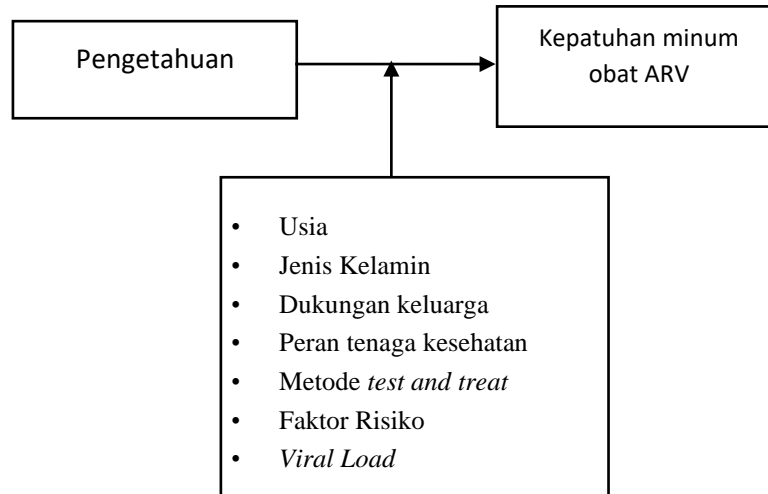 Pengetahuan
Kepatuhan minum
obat ARV
• Usia
• Jenis Kelamin
• Dukungan keluarga
• Peran tenaga kesehatan
• Metode test and treat
• Faktor Risiko
• Viral Load